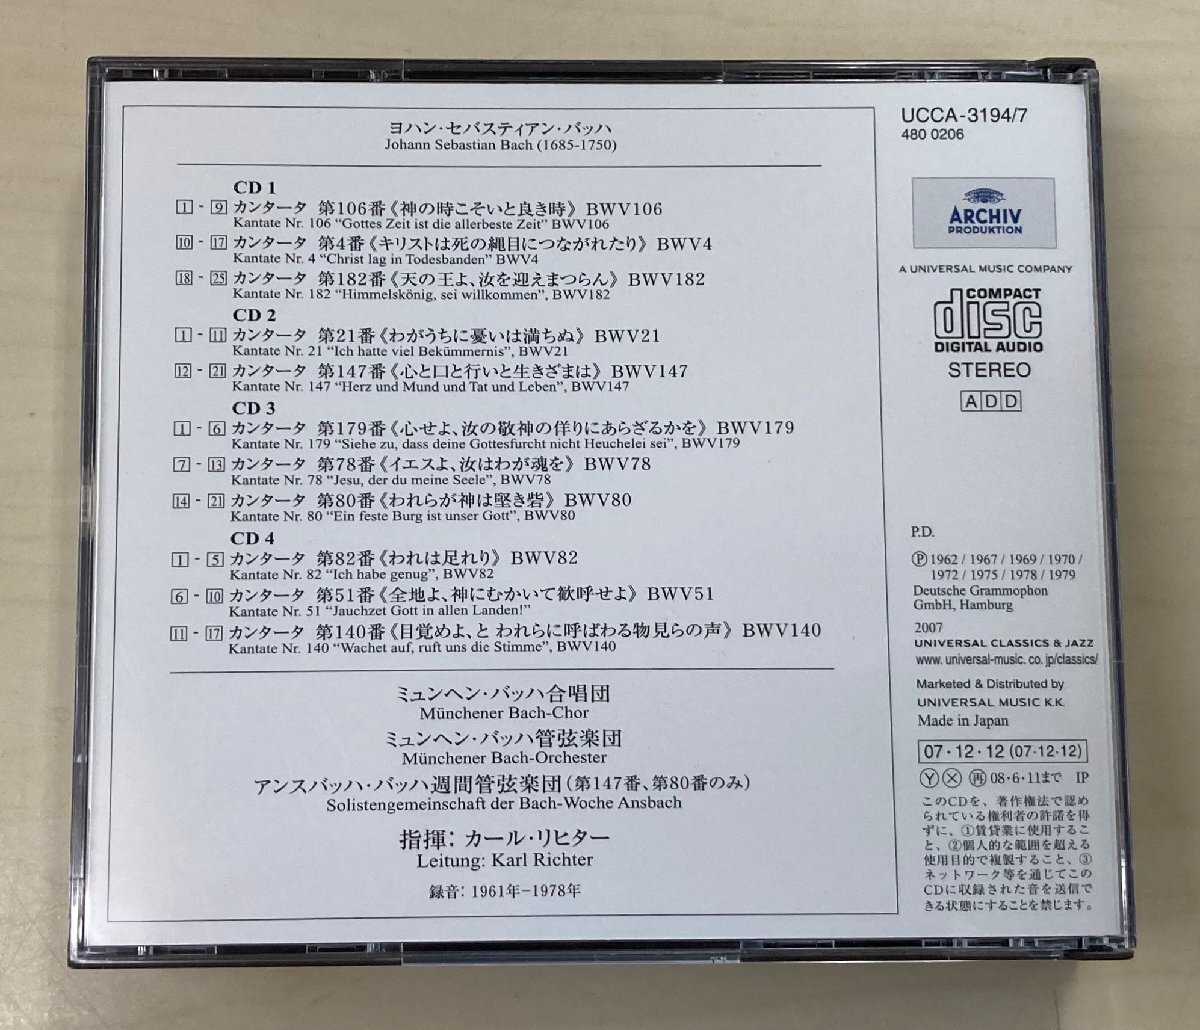 ヨハン・セバスティアン・バッハ
Johann Sebastian Bach (1685-1750)
CD 1
1 - 9 カンタータ 第106番《神の時こそいと良き時》 BWV106
Kantate Nr. 106 “Gottes Zeit ist die allerbeste Zeit” BWV106
10 - 17 カンタータ 第4番《キリストは死の縄目につながれたり》 BWV4
Kantate Nr. 4 “Christ lag in Todesbanden” BWV4
18 - 25 カンタータ 第182番《天の王よ、汝を迎えまつらん》 BWV182
Kantate Nr. 182 “Himmelskönig, sei willkommen”, BWV182
CD 2
1 - 11 カンタータ 第21番《わがうちに憂いは満ちぬ》 BWV21
Kantate Nr. 21 “Ich hatte viel Bekümmernis”, BWV21
12 - 21 カンタータ 第147番《心と口と行いと生きざまは》 BWV147
Kantate Nr. 147 “Herz und Mund und Tat und Leben”, BWV147
CD 3
1 - 6 カンタータ 第179番《心せよ、汝の敬神の佯りにあらざるかを》 BWV179
Kantate Nr. 179 “Siehe zu, dass deine Gottesfurcht nicht Heuchelei sei”, BWV179
7 - 13 カンタータ 第78番《イエスよ、汝はわが魂を》 BWV78
Kantate Nr. 78 “Jesu, der du meine Seele”, BWV78
14 - 21 カンタータ 第80番《われらが神は堅き砦》 BWV80
Kantate Nr. 80 “Ein feste Burg ist unser Gott”, BWV80
CD 4
1 - 5 カンタータ 第82番《われは足れり》 BWV82
Kantate Nr. 82 “Ich habe genug”, BWV82
6 - 10 カンタータ 第51番《全地よ、神にむかいて歓呼せよ》 BWV51
Kantate Nr. 51 “Jauchzet Gott in allen Landen!”
11 - 17 カンタータ 第140番《目覚めよ、と われらに呼ばわる物見らの声》 BWV140
Kantate Nr. 140 “Wachet auf, ruft uns die Stimme”, BWV140
ミュンヘン・バッハ合唱団
Münchener Bach-Chor
ミュンヘン・バッハ管弦楽団
Münchener Bach-Orchester
アンスバッハ・バッハ週間管弦楽団（第147番、第80番のみ）
Solistengemeinschaft der Bach-Woche Ansbach
指揮：カール・リヒター
Leitung: Karl Richter
録音：1961年－1978年
UCCA-3194/7
480 0206
ARCHIV
PRODUKTION
A UNIVERSAL MUSIC COMPANY
COMPACT
disc
DIGITAL AUDIO
STEREO
ADD
P.D.
Ⓟ 1962 / 1967 / 1969 / 1970 /
1972 / 1975 / 1978 / 1979
Deutsche Grammophon
GmbH, Hamburg
2007
UNIVERSAL CLASSICS & JAZZ
www.universal-music.co.jp/classics/
Marketed & Distributed by
UNIVERSAL MUSIC K.K.
Made in Japan
07・12・12 (07・12・12)
Ⓨ Ⓧ 再 08・6・11まで IP
このCDを、著作権法で認め
られている権利者の許諾を得
ずに、①賃貸業に使用するこ
と、②個人的な範囲を超える
使用目的で複製すること、③
ネットワーク等を通じてこの
CDに収録された音を送信で
きる状態にすることを禁じます。